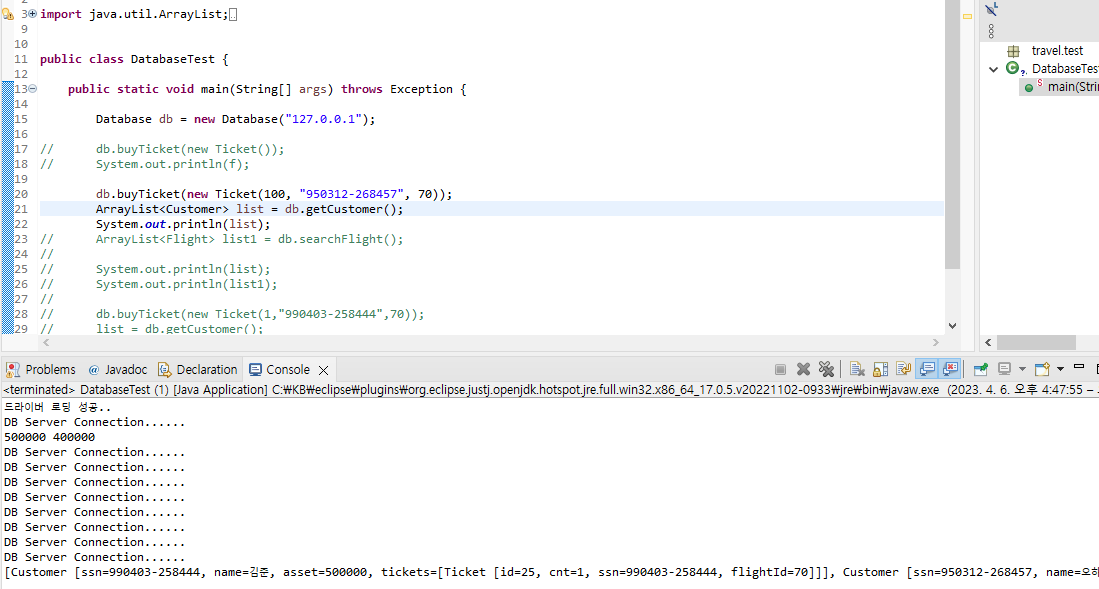 3 import java.util.ArrayList;
9
10
11 public class DatabaseTest {
12
13 public static void main(String[] args) throws Exception {
14
15 Database db = new Database("127.0.0.1");
16
17 // db.buyTicket(new Ticket());
18 // System.out.println(f);
19
20 db.buyTicket(new Ticket(100, "950312-268457", 70));
21 ArrayList<Customer> list = db.getCustomer();
22 System.out.println(list);
23 // ArrayList<Flight> list1 = db.searchFlight();
24 //
25 // System.out.println(list);
26 // System.out.println(list1);
27 //
28 // db.buyTicket(new Ticket(1,"990403-258444",70));
29 // list = db.getCustomer();
travel.test
DatabaseTest
main(Stri
Problems @ Javadoc Declaration Console
<terminated> DatabaseTest (1) [Java Application] C:₩KB₩eclipse₩plugins₩org.eclipse.justj.openjdk.hotspot.jre.full.win32.x86_64_17.0.5.v20221102-0933₩jre₩bin₩javaw.exe (2023. 4. 6. 오후 4:47:55 –
드라이버 로딩 성공..
DB Server Connection......
500000 400000
DB Server Connection......
DB Server Connection......
DB Server Connection......
DB Server Connection......
DB Server Connection......
DB Server Connection......
DB Server Connection......
DB Server Connection......
[Customer [ssn=990403-258444, name=김준, asset=500000, tickets=[Ticket [id=25, cnt=1, ssn=990403-258444, flightId=70]]], Customer [ssn=950312-268457, name=오하